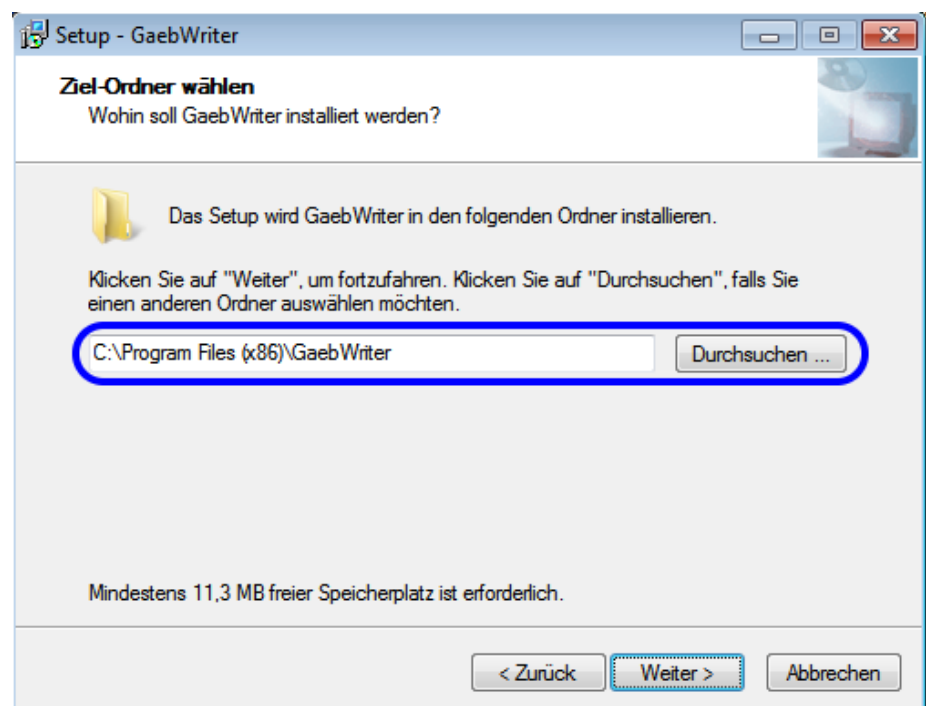 Setup - GaebWriter
Ziel-Ordner wählen
Wohin soll GaebWriter installiert werden?
Das Setup wird GaebWriter in den folgenden Ordner installieren.
Klicken Sie auf "Weiter", um fortzufahren. Klicken Sie auf "Durchsuchen", falls Sie
einen anderen Ordner auswählen möchten.
C:\Program Files (x86)\GaebWriter Durchsuchen ...
Mindestens 11,3 MB freier Speicherplatz ist erforderlich.
< Zurück Weiter > Abbrechen